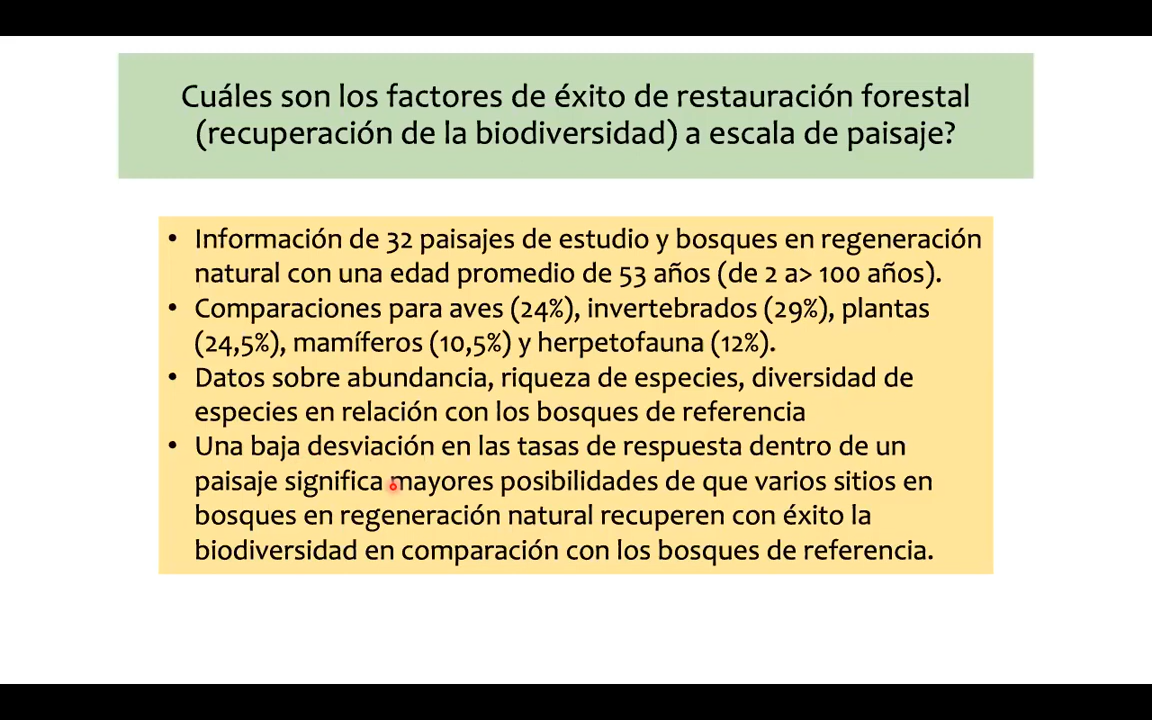 Cuáles son los factores de éxito de restauración forestal
(recuperación de la biodiversidad) a escala de paisaje?
• Información de 32 paisajes de estudio y bosques en regeneración
natural con una edad promedio de 53 años (de 2 a> 100 años).
• Comparaciones para aves (24%), invertebrados (29%), plantas
(24,5%), mamíferos (10,5%) y herpetofauna (12%).
• Datos sobre abundancia, riqueza de especies, diversidad de
especies en relación con los bosques de referencia
• Una baja desviación en las tasas de respuesta dentro de un
paisaje significa mayores posibilidades de que varios sitios en
bosques en regeneración natural recuperen con éxito la
biodiversidad en comparación con los bosques de referencia.